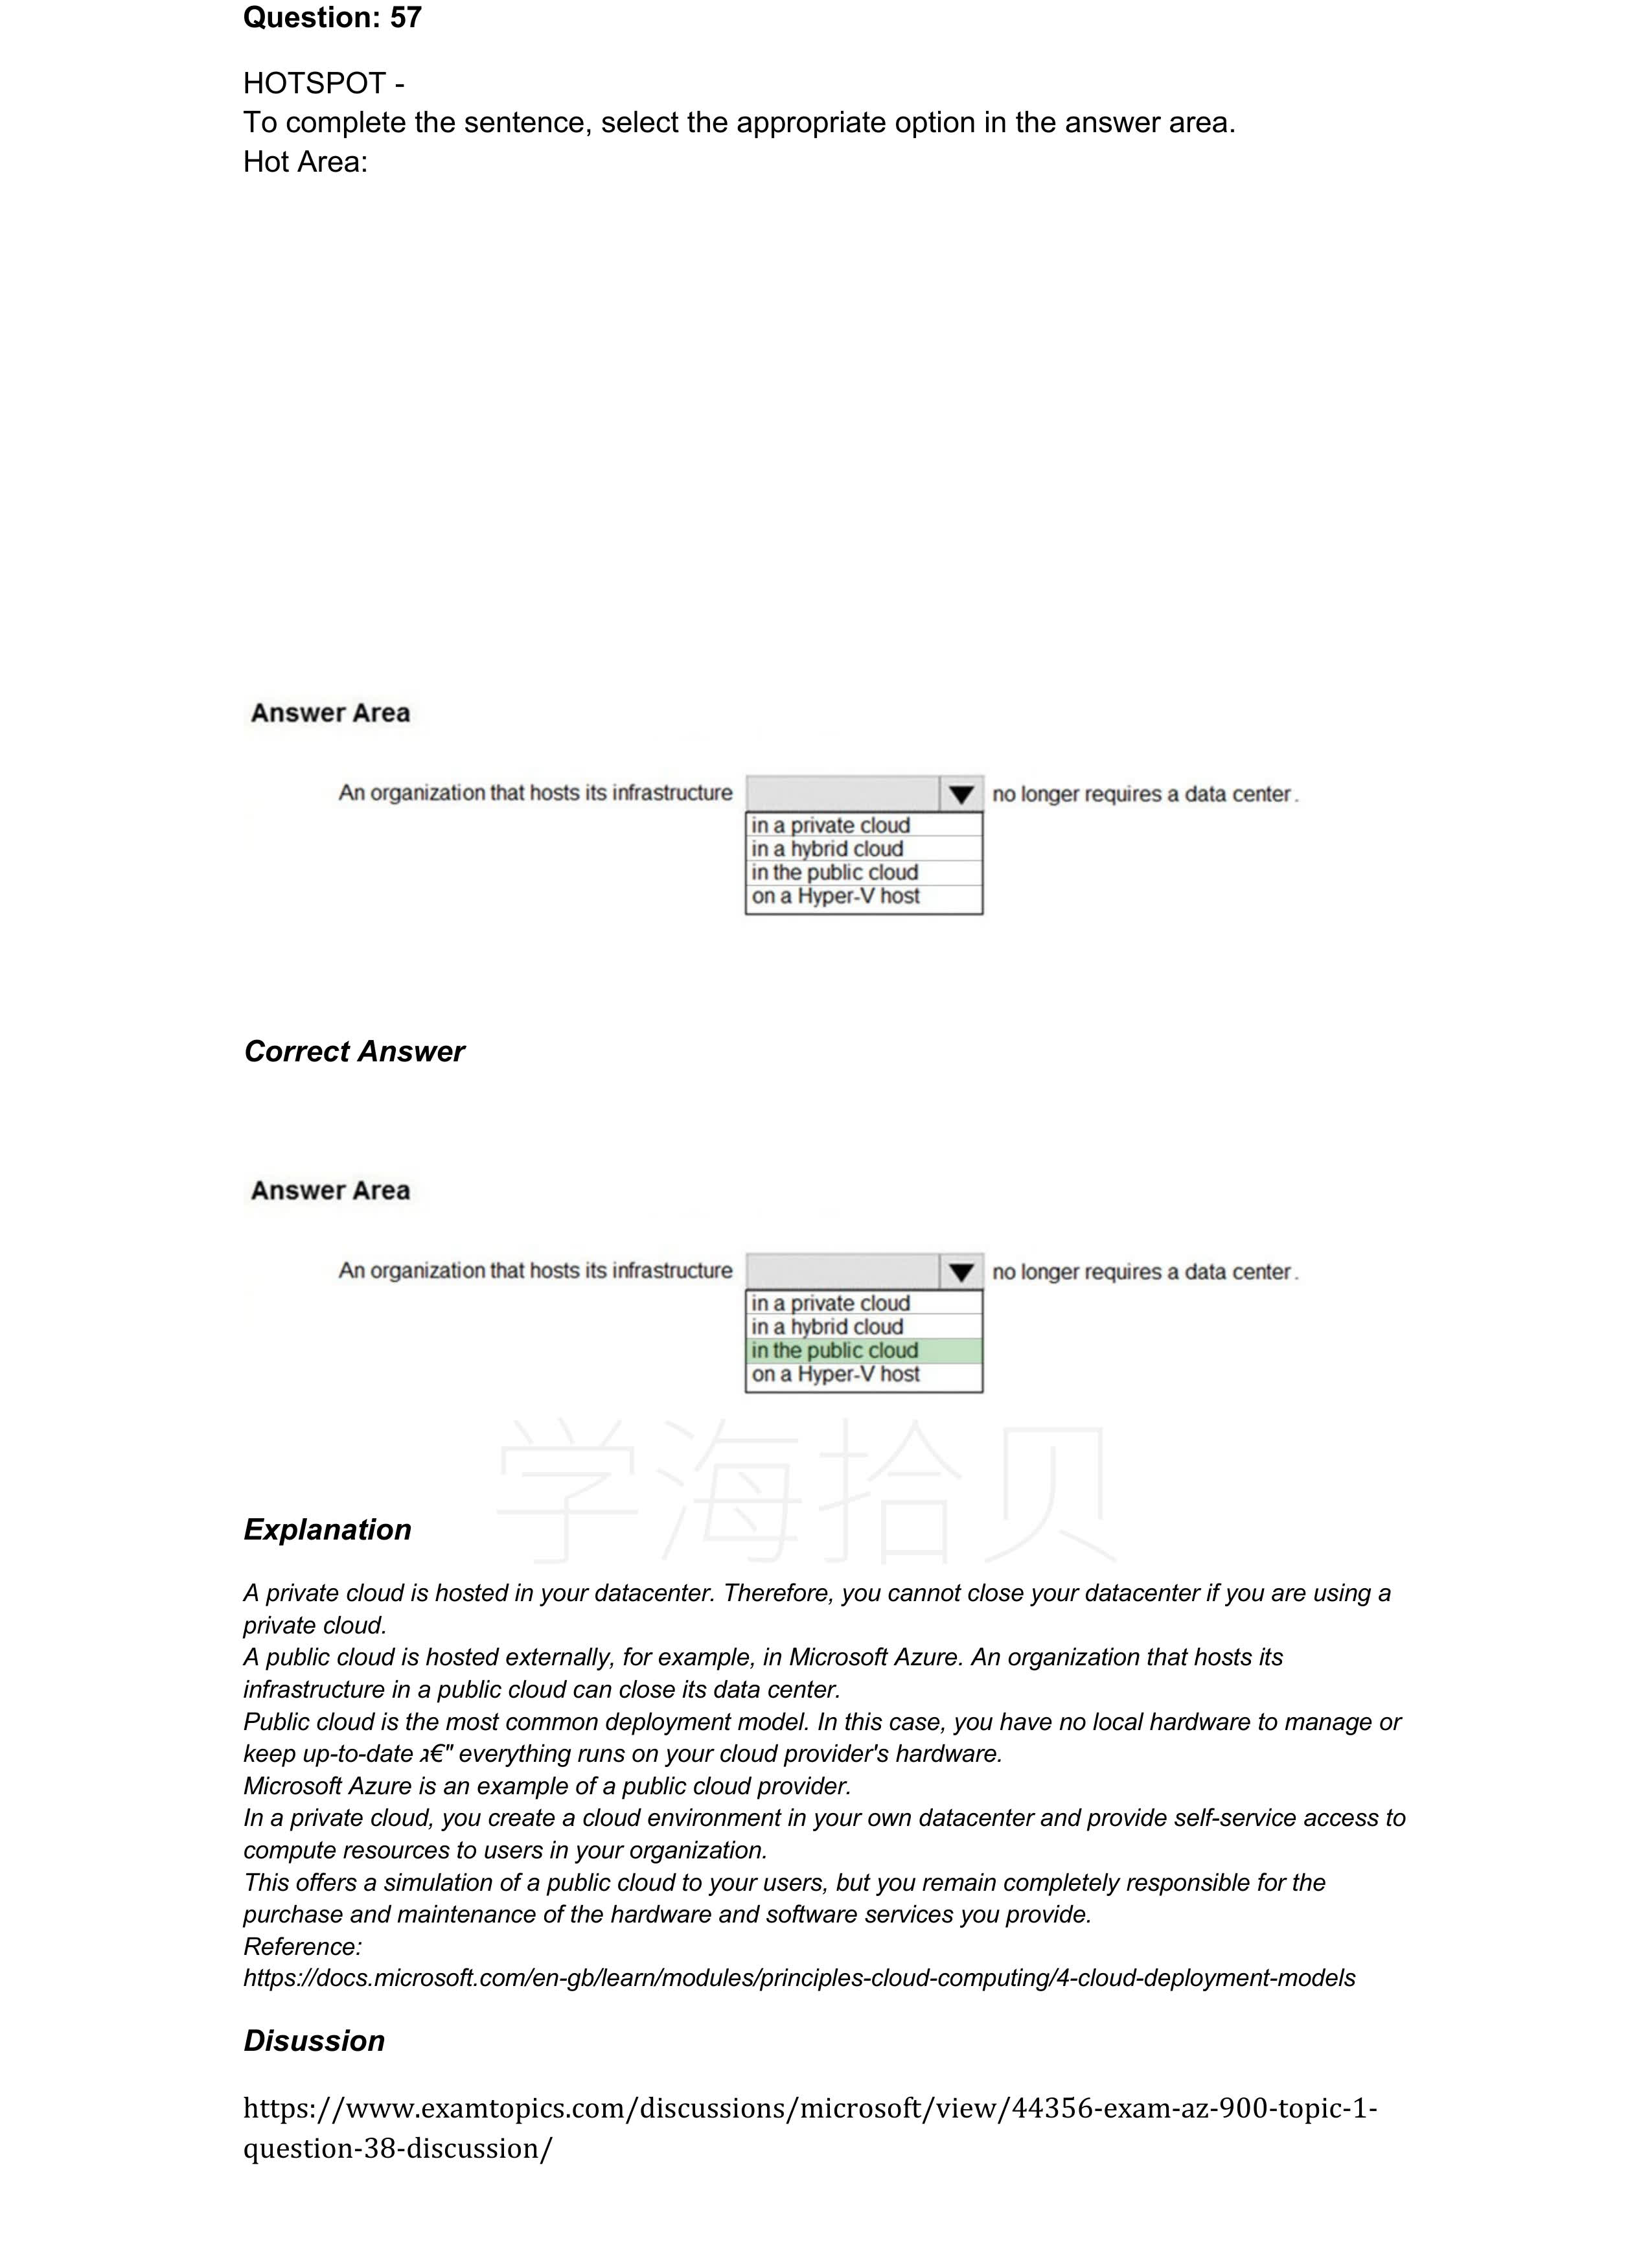 Question: 57
HOTSPOT -
To complete the sentence, select the appropriate option in the answer area.
Hot Area:
Answer Area
An organization that hosts its infrastructure
no longer requires a data center.
in a private cloud
in a hybrid cloud
in the public cloud
on a Hyper-V host
Correct Answer
Answer Area
An organization that hosts its infrastructure
no longer requires a data center.
in a private cloud
in a hybrid cloud
in the public cloud
on a Hyper-V host
学海拾贝
Explanation
A private cloud is hosted in your datacenter. Therefore, you cannot close your datacenter if you are using a
private cloud.
A public cloud is hosted externally, for example, in Microsoft Azure. An organization that hosts its
infrastructure in a public cloud can close its data center.
Public cloud is the most common deployment model. In this case, you have no local hardware to manage or
keep up-to-date ג€" everything runs on your cloud provider's hardware.
Microsoft Azure is an example of a public cloud provider.
In a private cloud, you create a cloud environment in your own datacenter and provide self-service access to
compute resources to users in your organization.
This offers a simulation of a public cloud to your users, but you remain completely responsible for the
purchase and maintenance of the hardware and software services you provide.
Reference:
https://docs.microsoft.com/en-gb/learn/modules/principles-cloud-computing/4-cloud-deployment-models
Disussion
https://www.examtopics.com/discussions/microsoft/view/44356-exam-az-900-topic-1-
question-38-discussion/